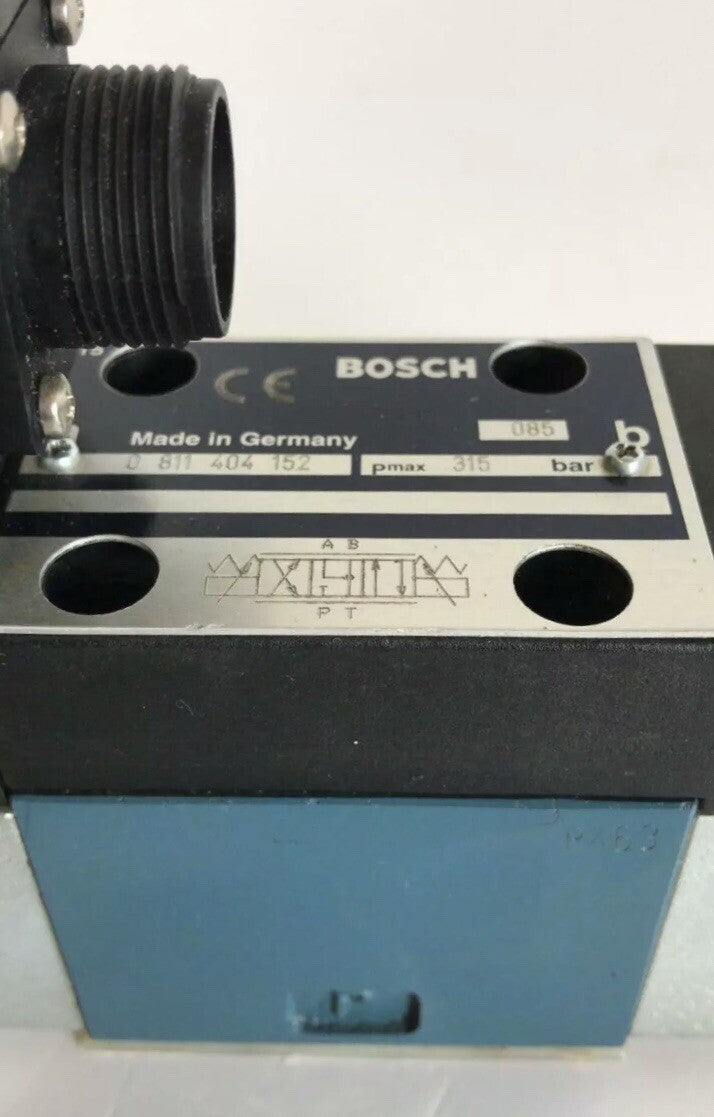 BOSCH
CE
085
b
Made in Germany
0 811 404 152
pmax 315 bar
A B
T
P T